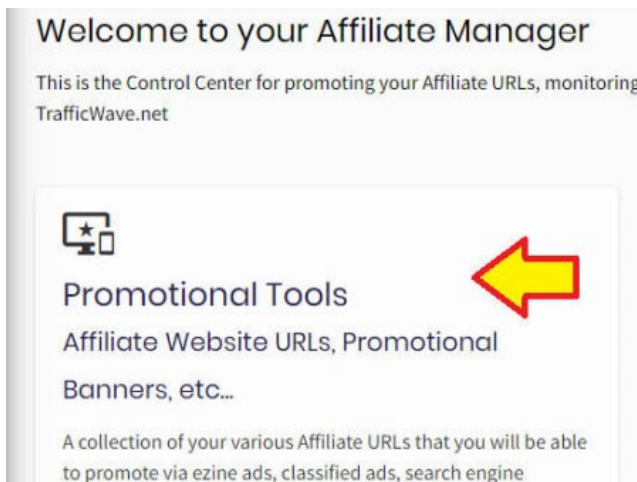 Welcome to your Affiliate Manager
This is the Control Center for promoting your Affiliate URLs, monitoring
TrafficWave.net
Promotional Tools
Affiliate Website URLs, Promotional
Banners, etc...
A collection of your various Affiliate URLs that you will be able
to promote via ezine ads, classified ads, search engine